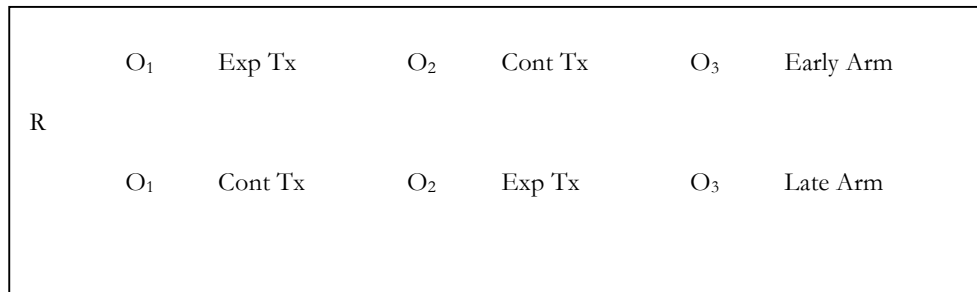 O₁ Exp Tx O₂ Cont Tx O₃ Early Arm
R
O₁ Cont Tx O₂ Exp Tx O₃ Late Arm